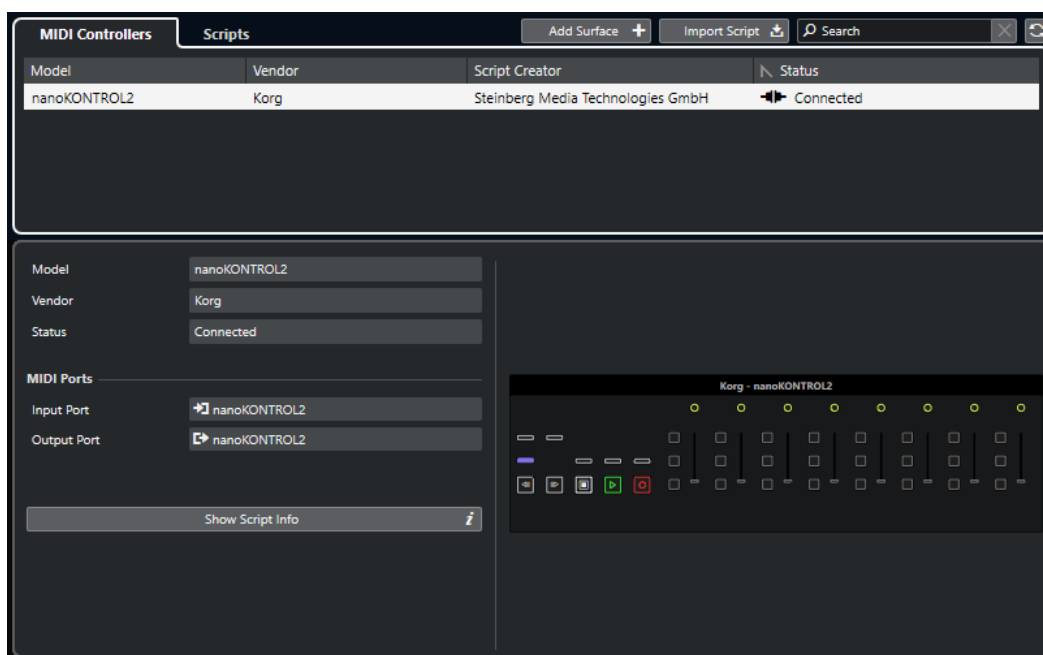 MIDI Controllers Scripts Add Surface Import Script Search
Model Vendor Script Creator Status
nanoKONTROL2 Korg Steinberg Media Technologies GmbH Connected
Model nanoKONTROL2
Vendor Korg
Status Connected
MIDI Ports
Input Port nanoKONTROL2
Output Port nanoKONTROL2
Show Script Info i
Korg - nanoKONTROL2